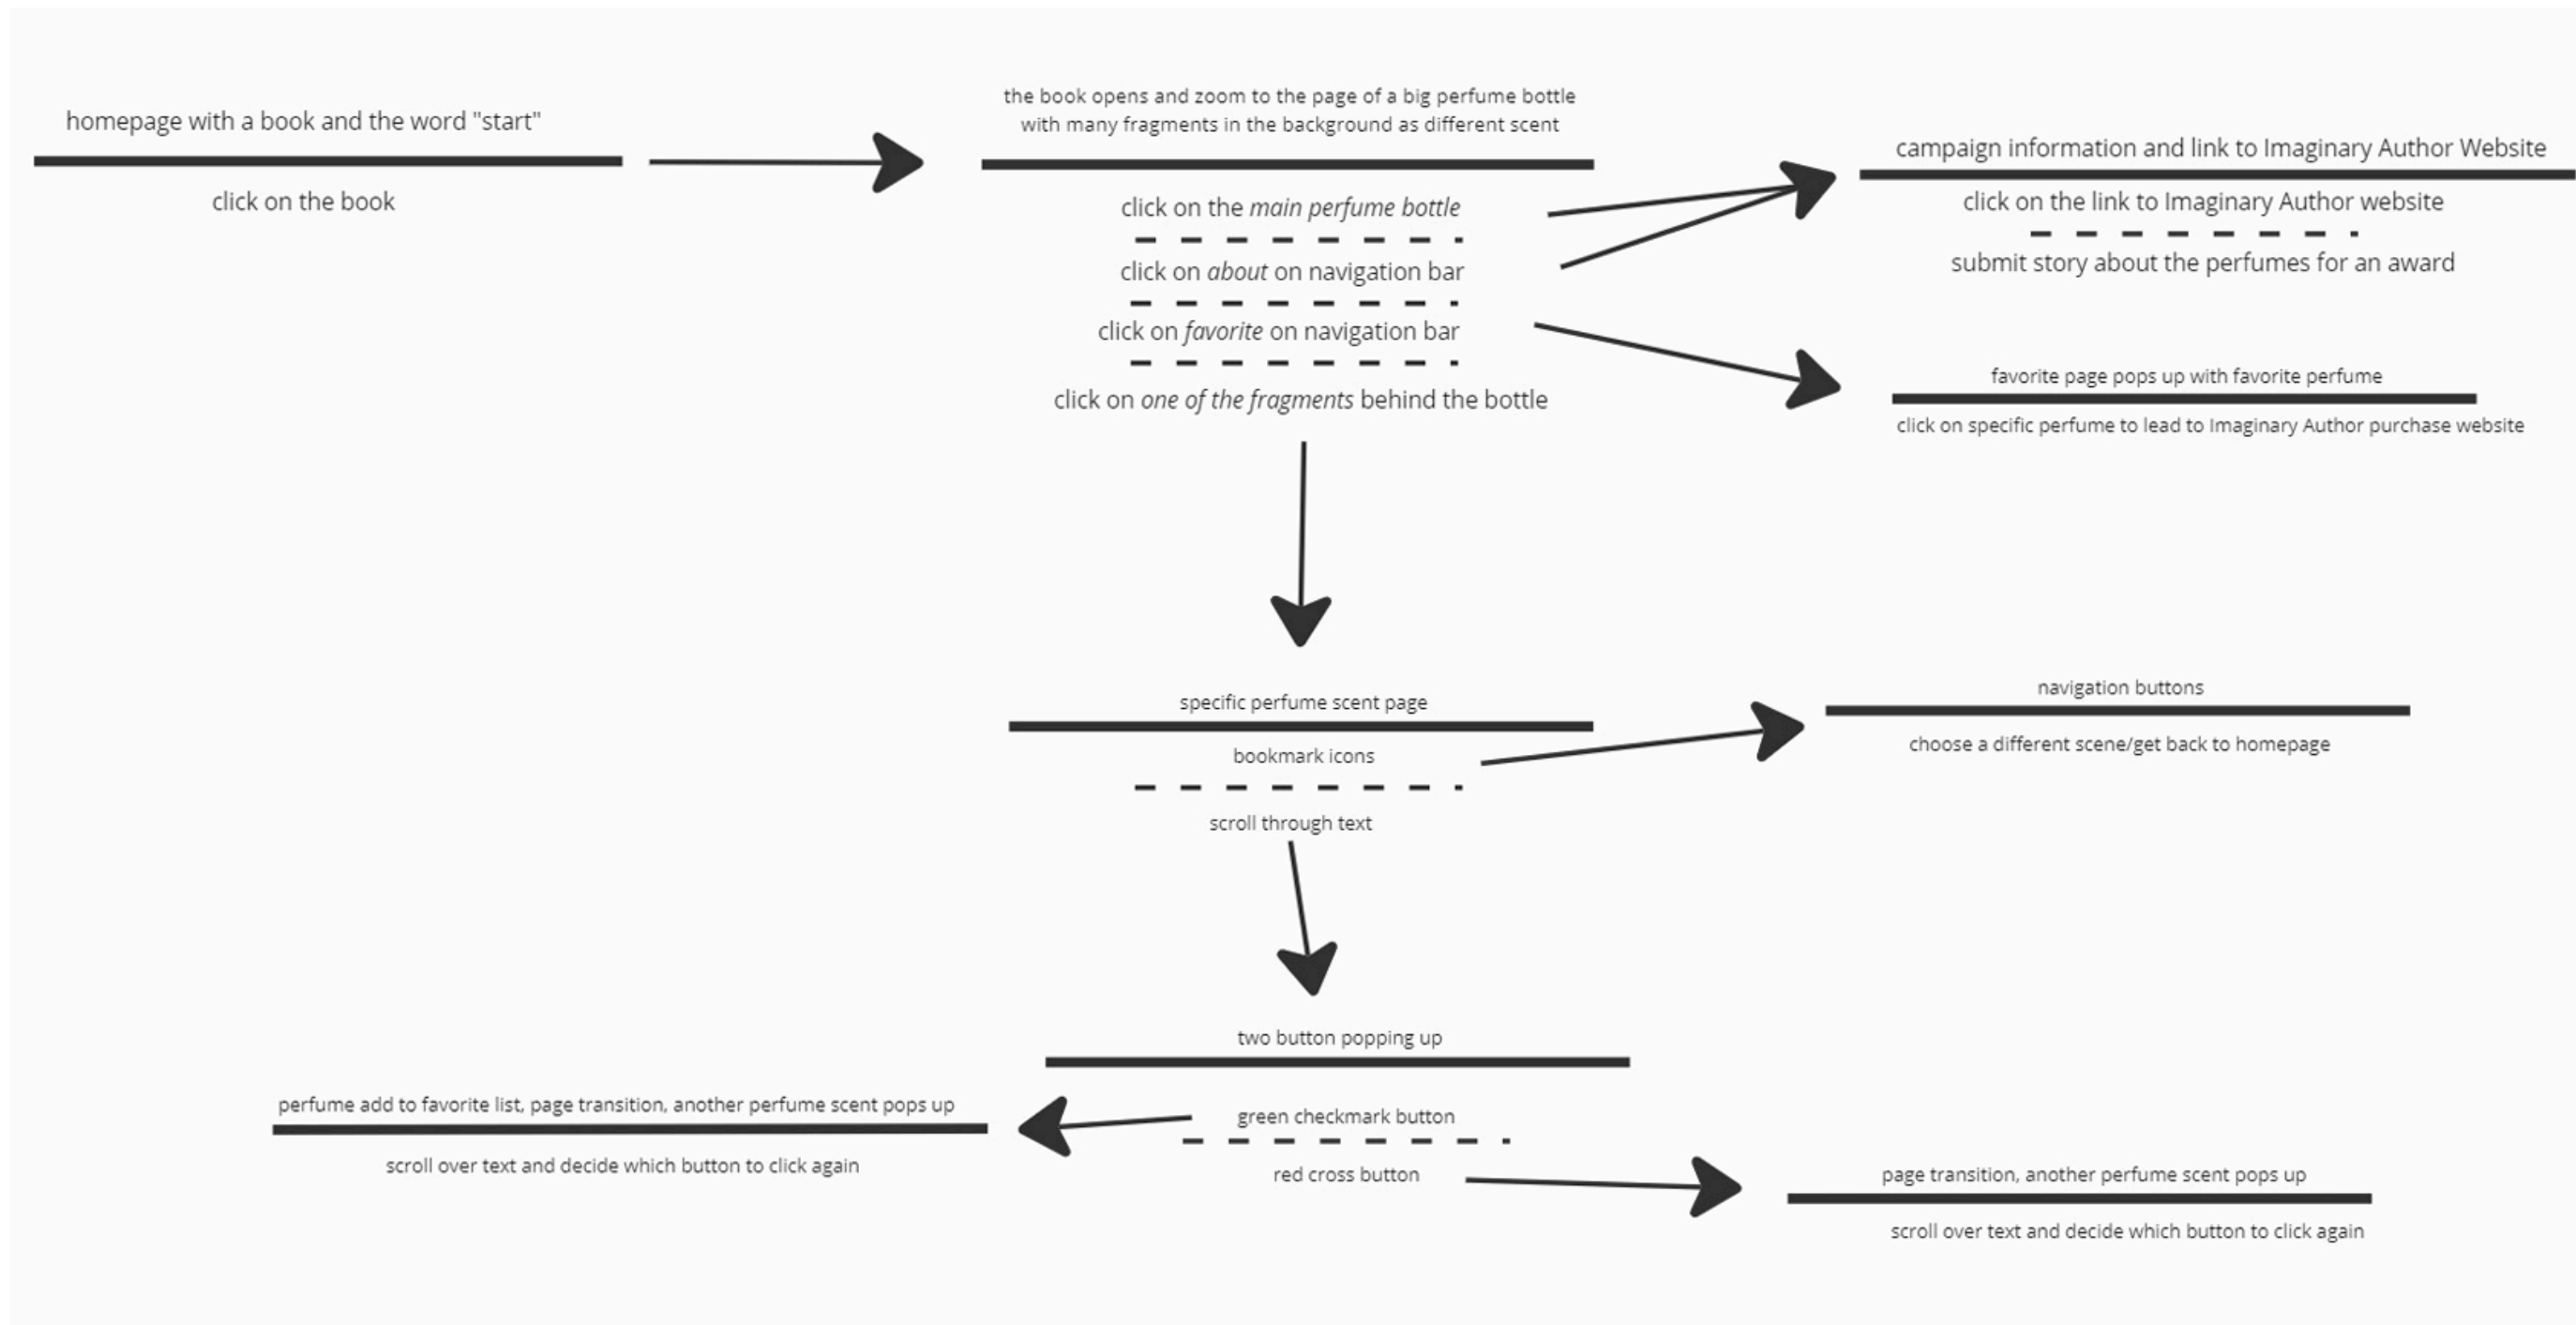 homepage with a book and the word "start"
click on the book
the book opens and zoom to the page of a big perfume bottle
with many fragments in the background as different scent
click on the main perfume bottle
click on about on navigation bar
click on favorite on navigation bar
click on one of the fragments behind the bottle
campaign information and link to Imaginary Author Website
click on the link to Imaginary Author website
submit story about the perfumes for an award
favorite page pops up with favorite perfume
click on specific perfume to lead to Imaginary Author purchase website
specific perfume scent page
bookmark icons
scroll through text
navigation buttons
choose a different scene/get back to homepage
two button popping up
green checkmark button
red cross button
perfume add to favorite list, page transition, another perfume scent pops up
scroll over text and decide which button to click again
page transition, another perfume scent pops up
scroll over text and decide which button to click again